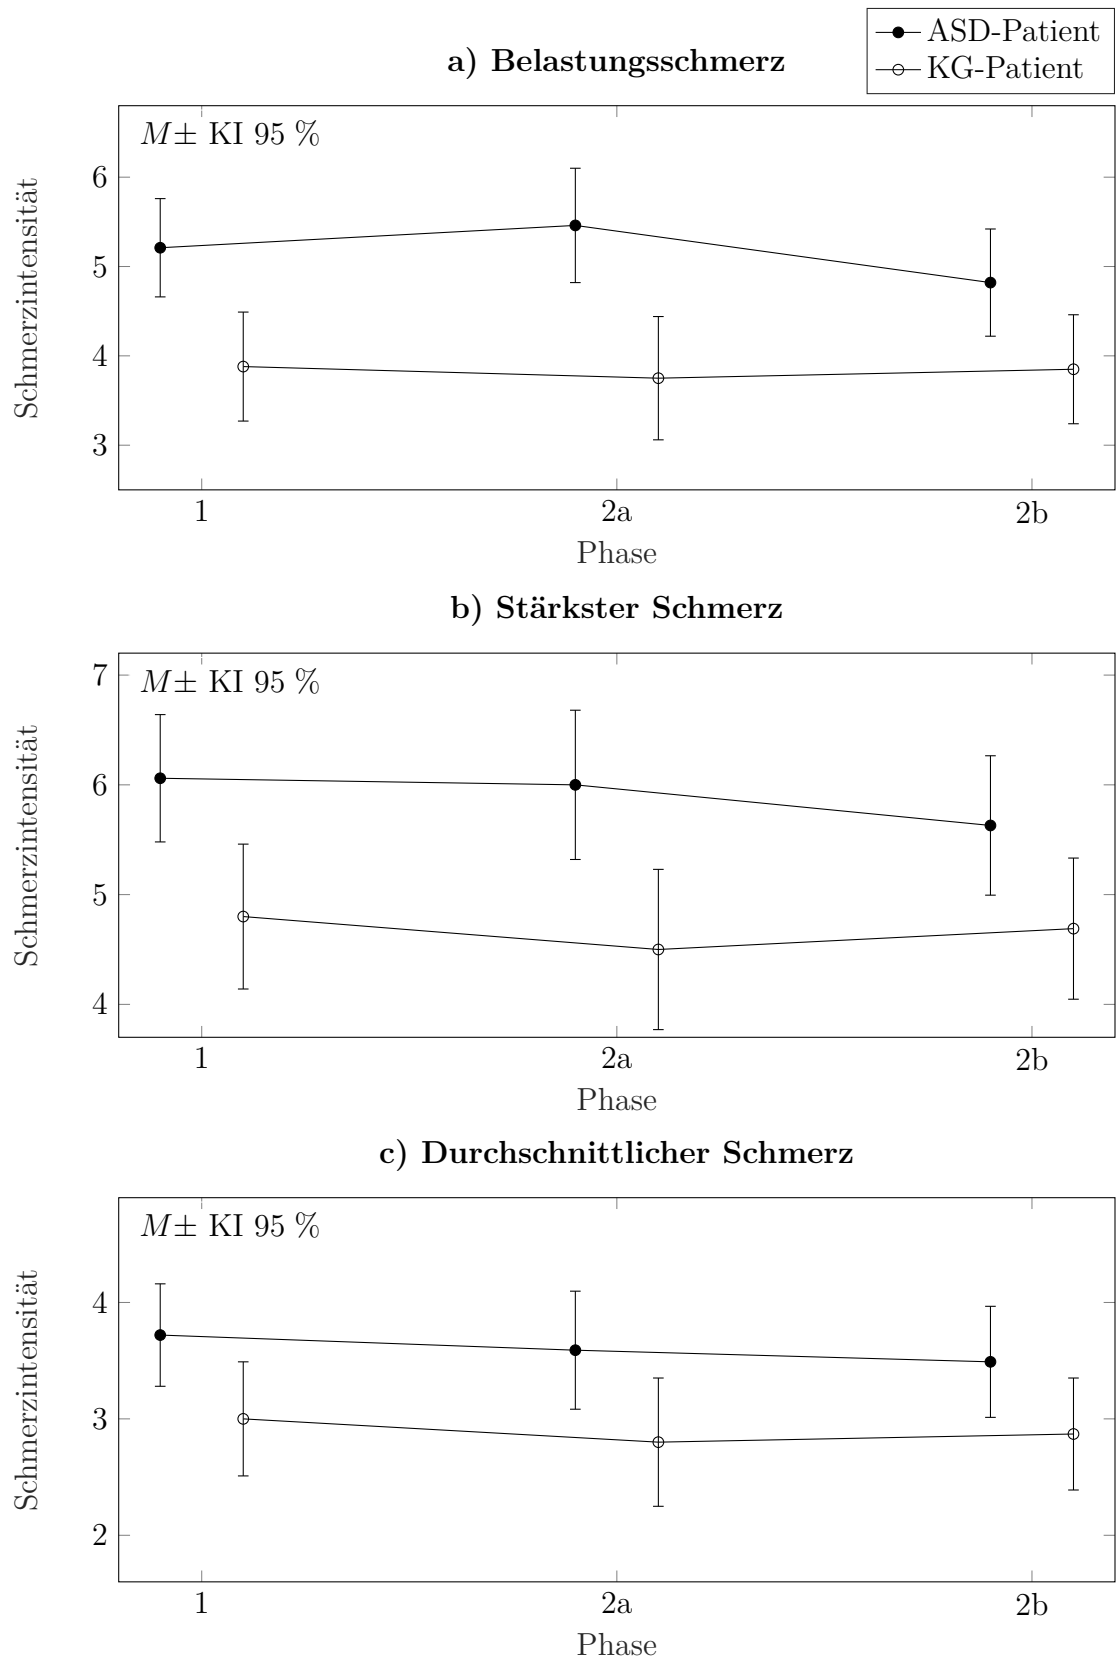 ASD-Patient
KG-Patient
a) Belastungsschmerz
M± KI 95 %
Schmerzintensität
6
5
4
3
1 2a 2b
Phase
b) Stärkster Schmerz
M± KI 95 %
Schmerzintensität
7
6
5
4
1 2a 2b
Phase
c) Durchschnittlicher Schmerz
M± KI 95 %
Schmerzintensität
4
3
2
1 2a 2b
Phase